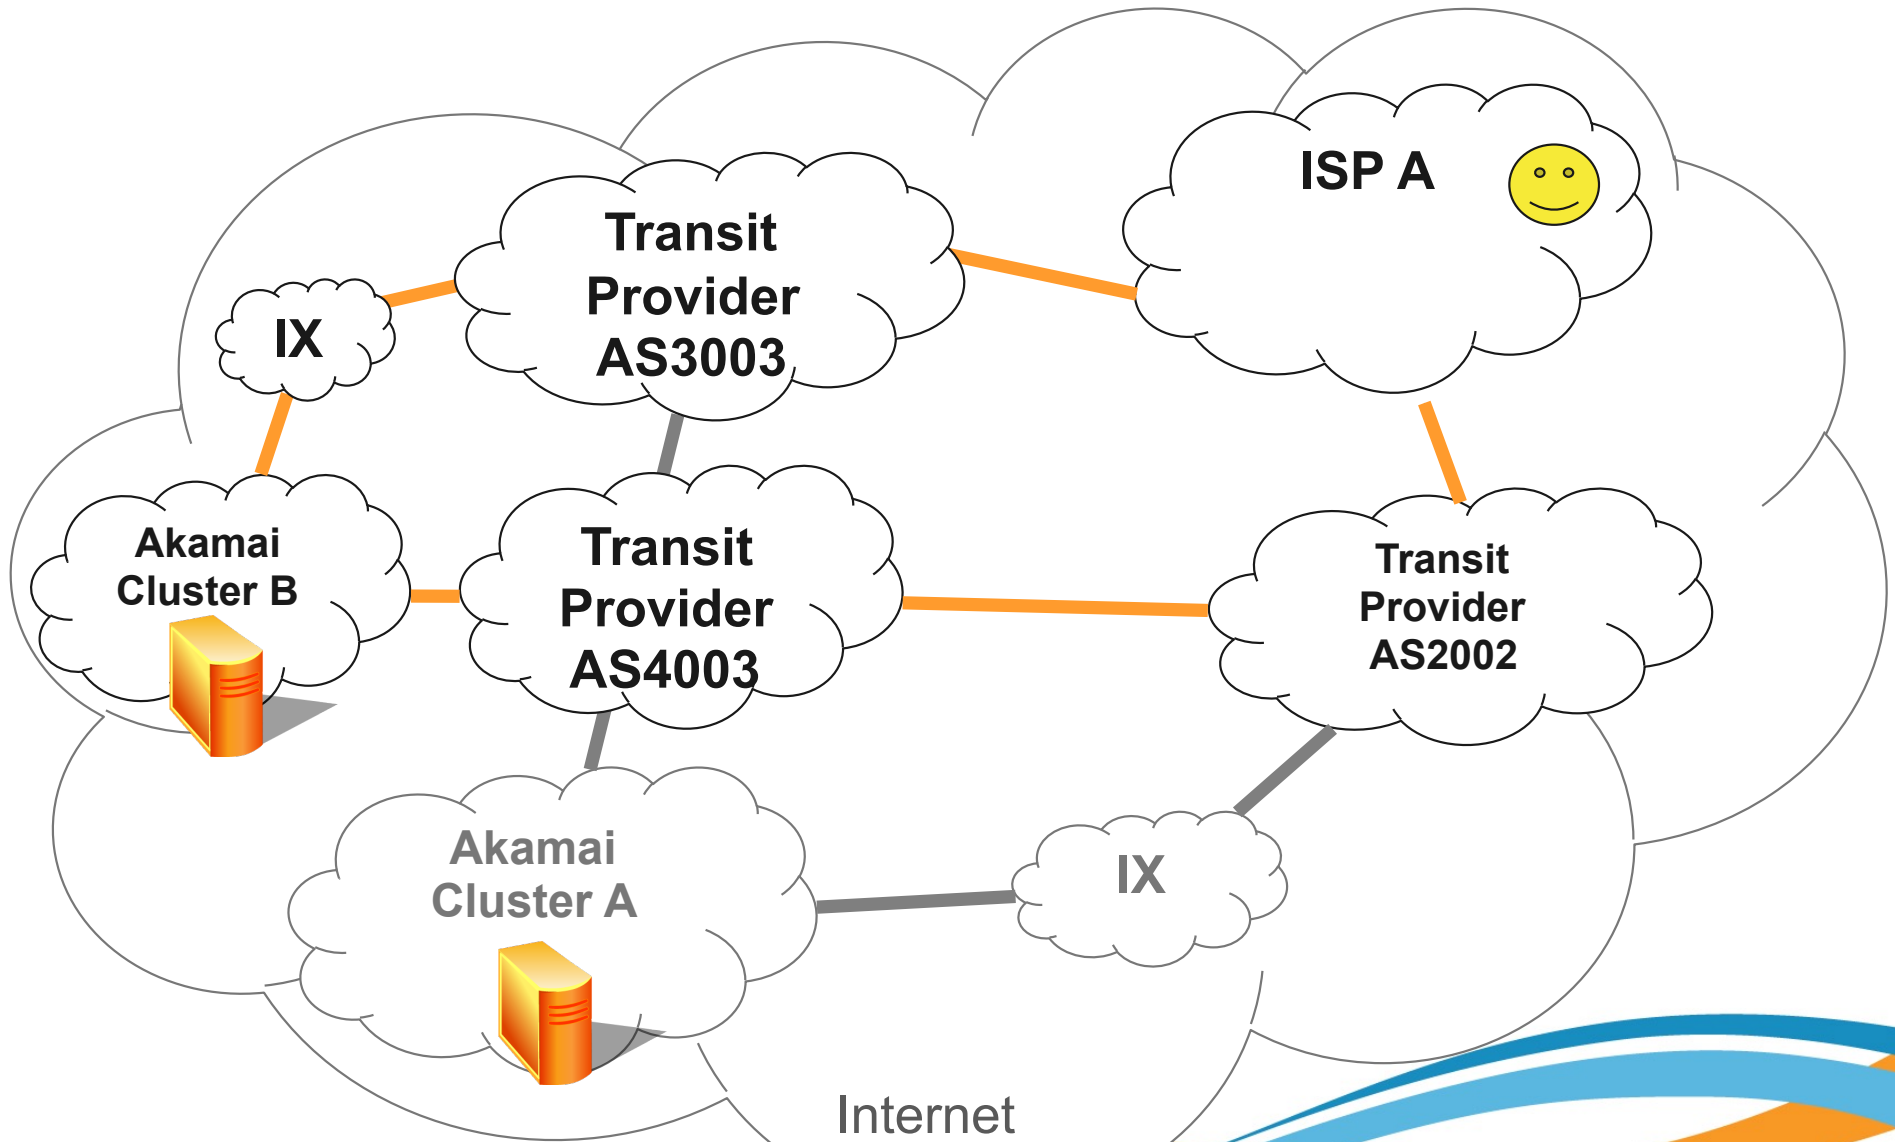 ISP A
Transit
Provider
AS3003
IX
Akamai
Cluster B
Transit
Provider
AS4003
Transit
Provider
AS2002
Akamai
Cluster A
IX
Internet